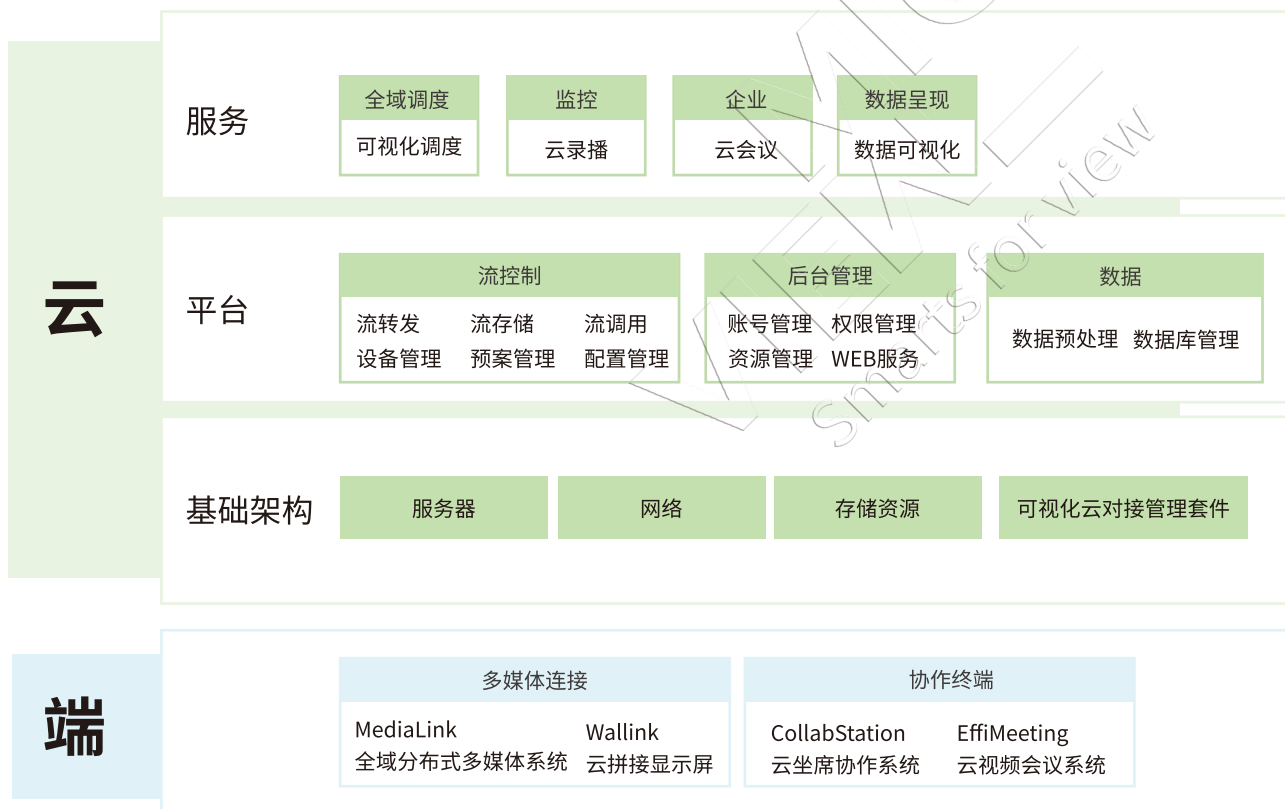 云
服务
全域调度
可视化调度
监控
云录播
企业
云会议
数据呈现
数据可视化
平台
流控制
流转发 流存储 流调用
设备管理 预案管理 配置管理
后台管理
账号管理 权限管理
资源管理 WEB服务
数据
数据预处理 数据库管理
基础架构
服务器
网络
存储资源
可视化云对接管理套件
端
多媒体连接
MediaLink
全域分布式多媒体系统
Wallink
云拼接显示屏
协作终端
CollabStation
云坐席协作系统
EffiMeeting
云视频会议系统
Smarts for view